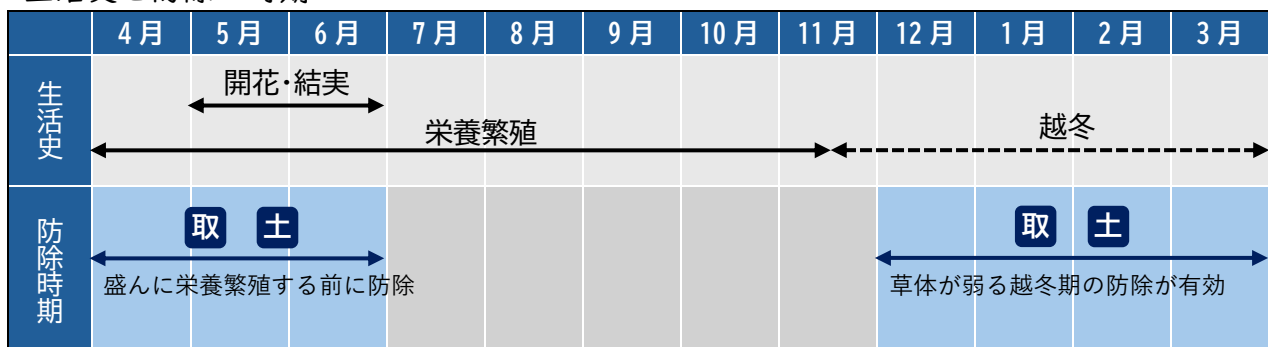 4月 5月 6月 7月 8月 9月 10月 11月 12月 1月 2月 3月
生活史
開花・結実
栄養繁殖
越冬
防除時期
取 土
盛んに栄養繁殖する前に防除
取 土
草体が弱る越冬期の防除が有効